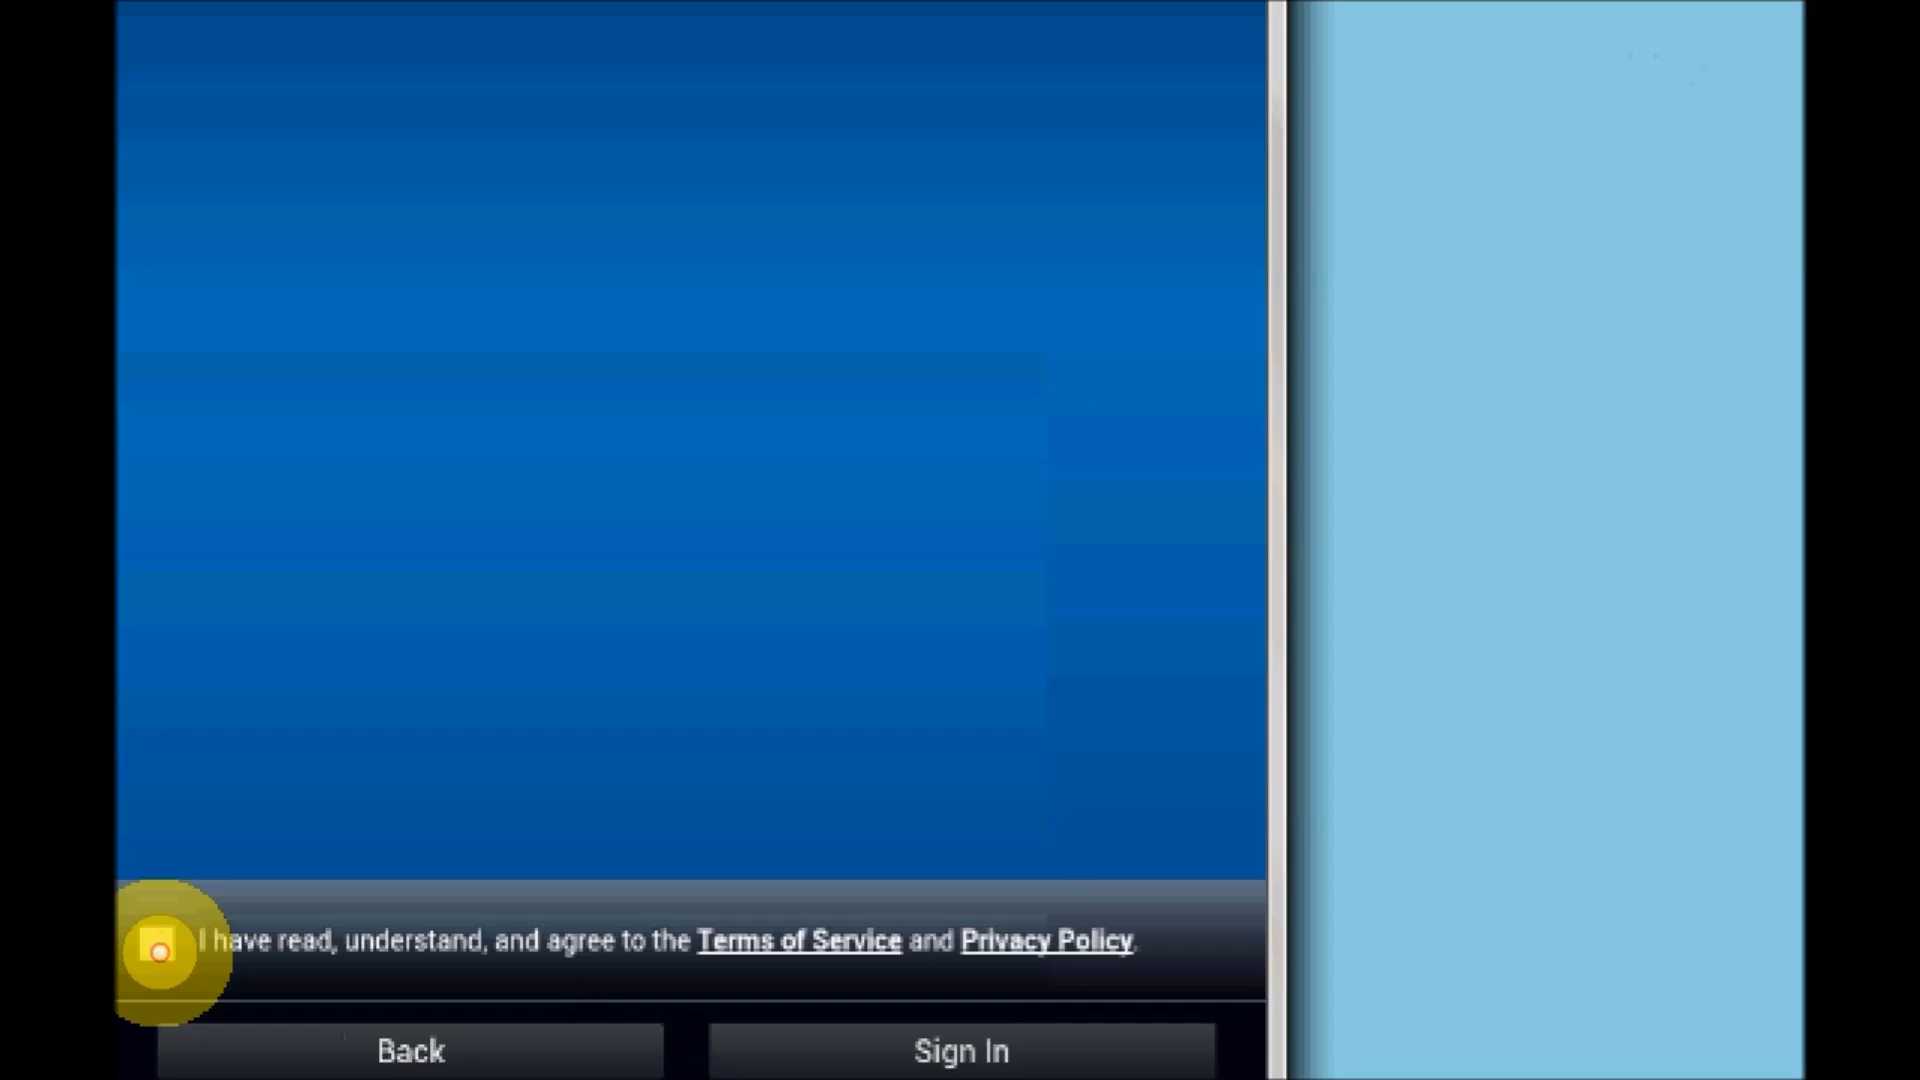 I have read, understand, and agree to the Terms of Service and Privacy Policy.
Back
Sign In